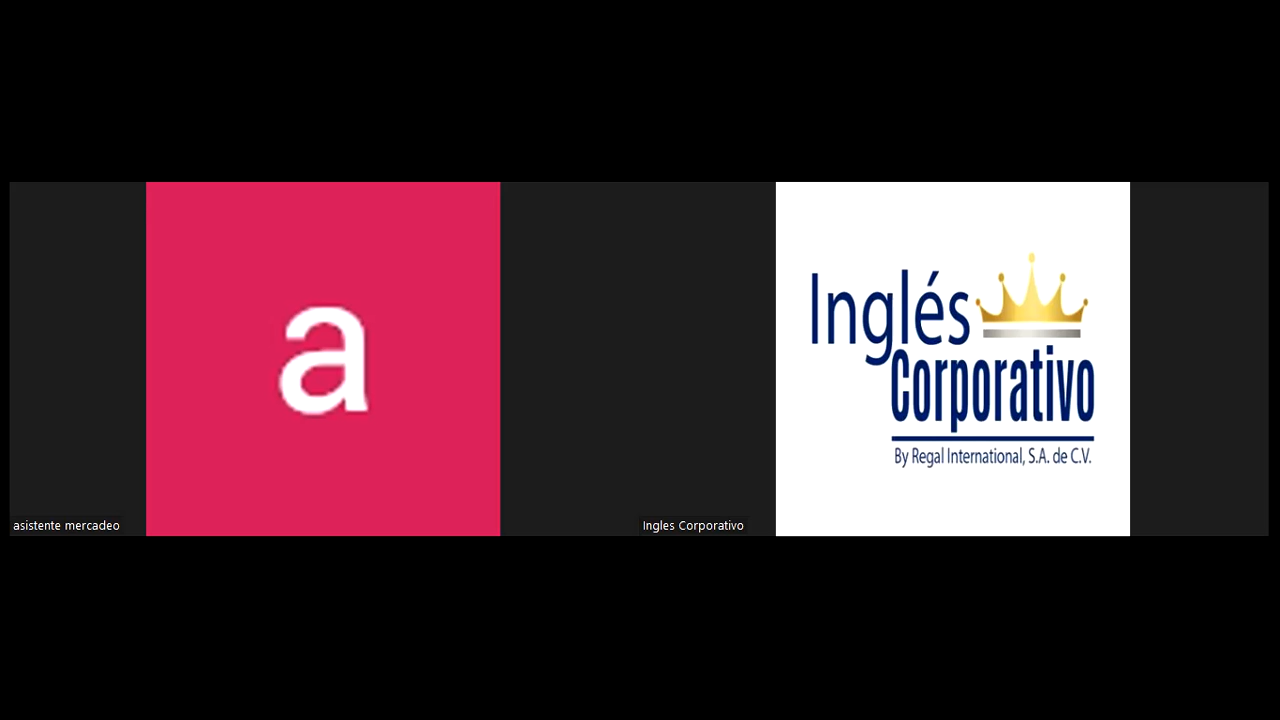 a
asistente mercadeo
Inglés
Corporativo
By Regal International, S.A. de C.V.
Ingles Corporativo